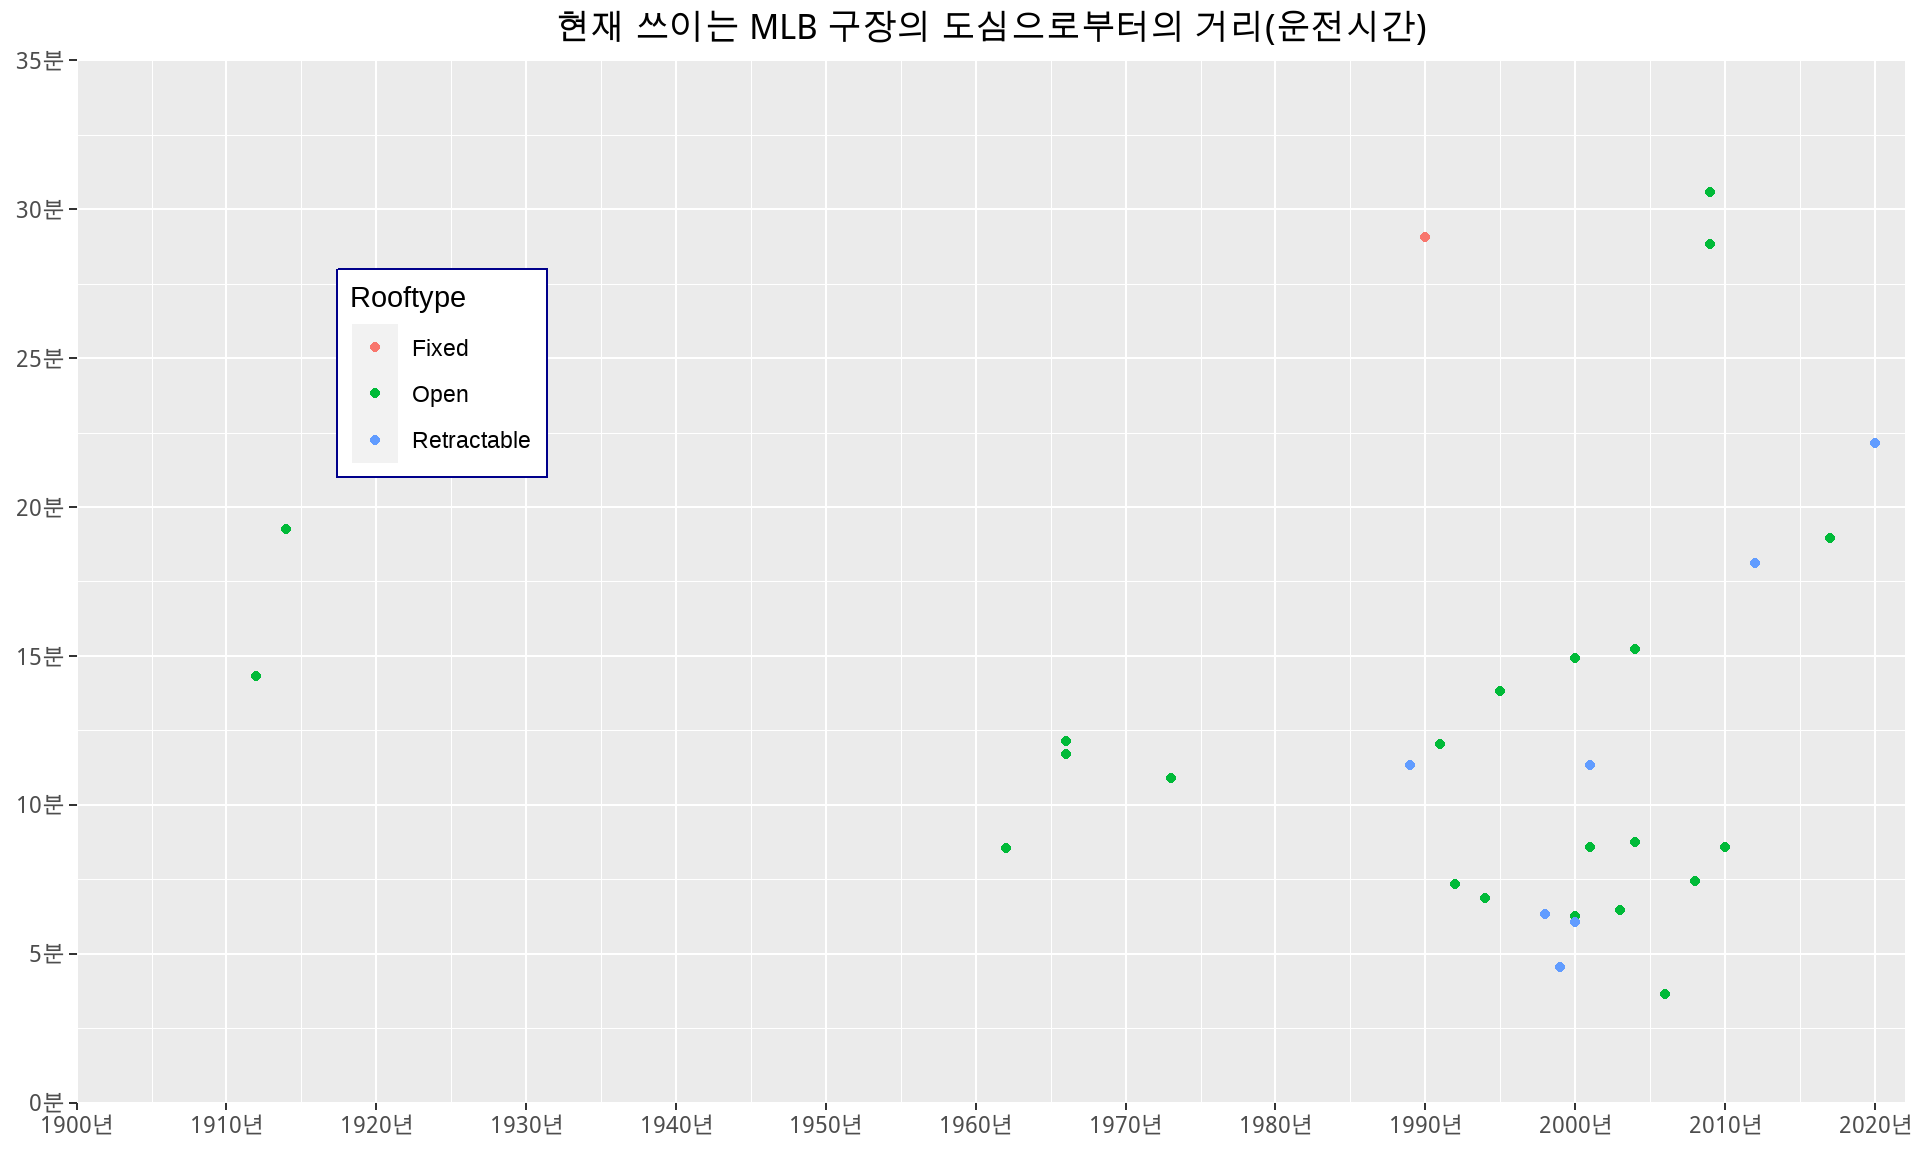 현재 쓰이는 MLB 구장의 도심으로부터의 거리(운전시간)
35분
30분
25분
20분
15분
10분
5분
0분
Rooftype
Fixed
Open
Retractable
1900년 1910년 1920년 1930년 1940년 1950년 1960년 1970년 1980년 1990년 2000년 2010년 2020년